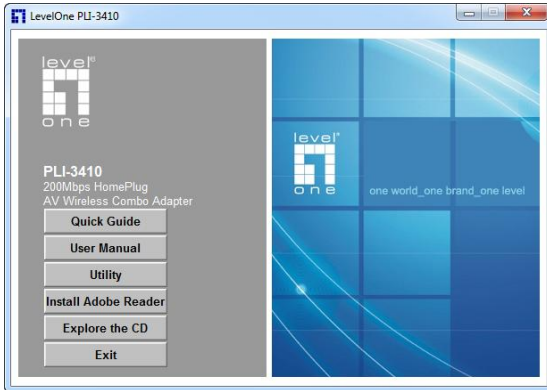 LevelOne PLI-3410
level®
one
PLI-3410
200Mbps HomePlug
AV Wireless Combo Adapter
Quick Guide
User Manual
Utility
Install Adobe Reader
Explore the CD
Exit
level®
one
one world_one brand_one level